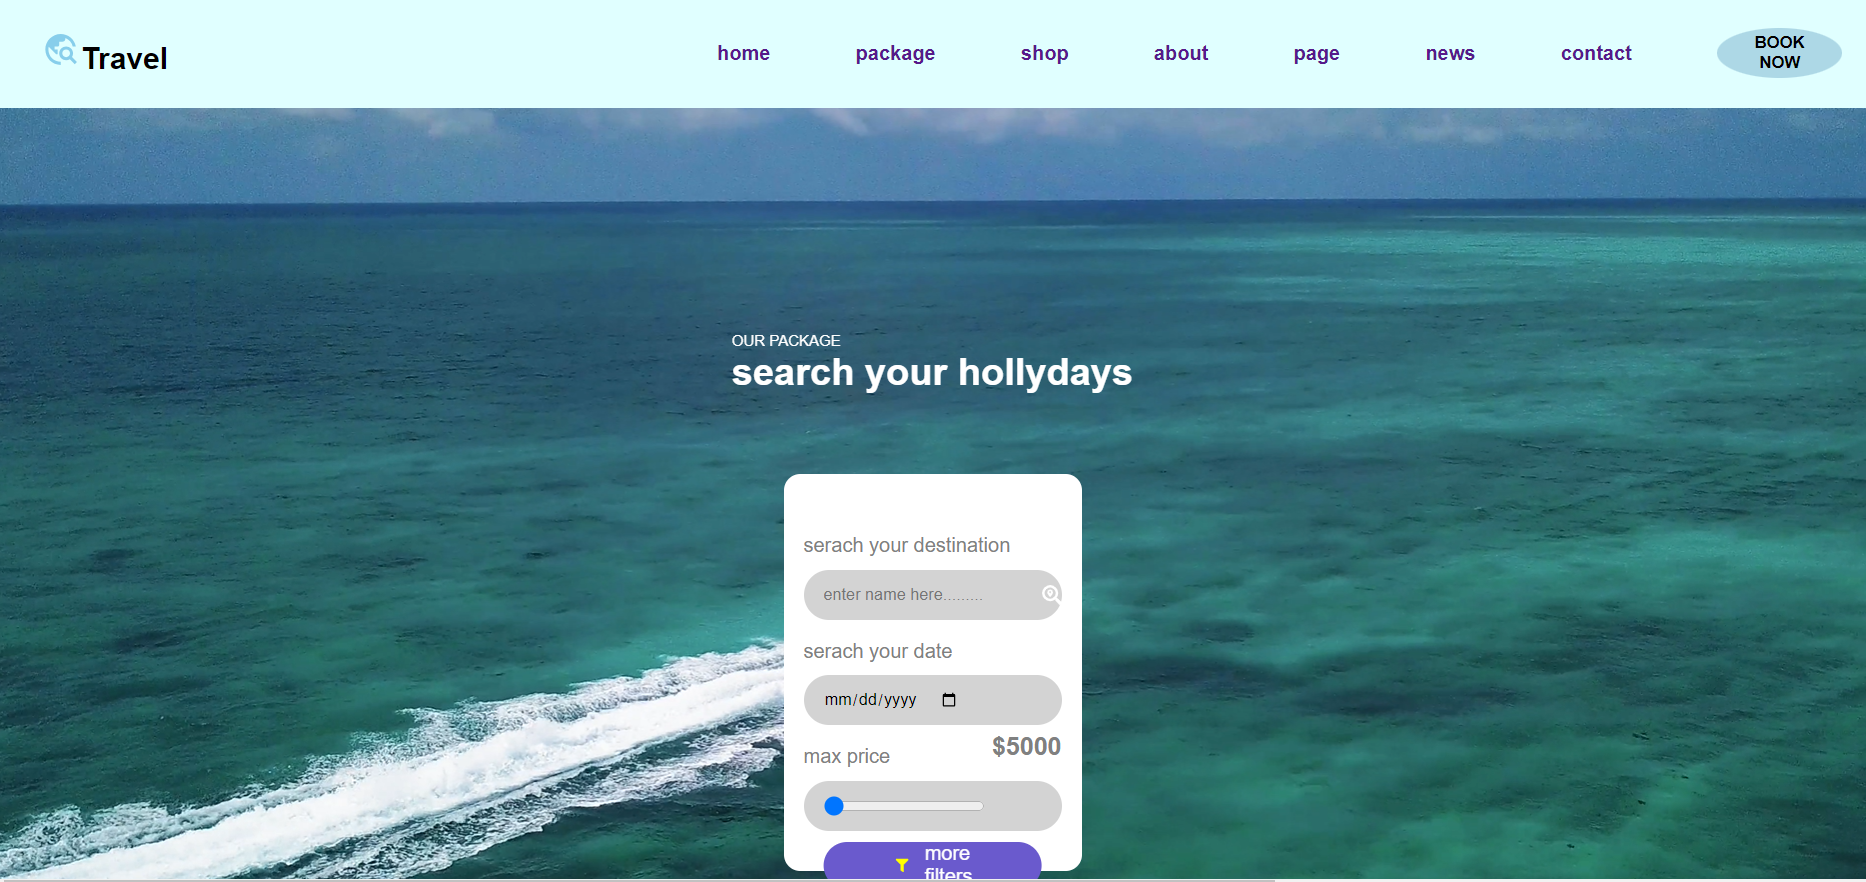 Travel
home package shop about page news contact
BOOK
NOW
OUR PACKAGE
search your hollydays
serach your destination
enter name here.........
serach your date
mm/dd/yyyy
max price $5000
more
filters